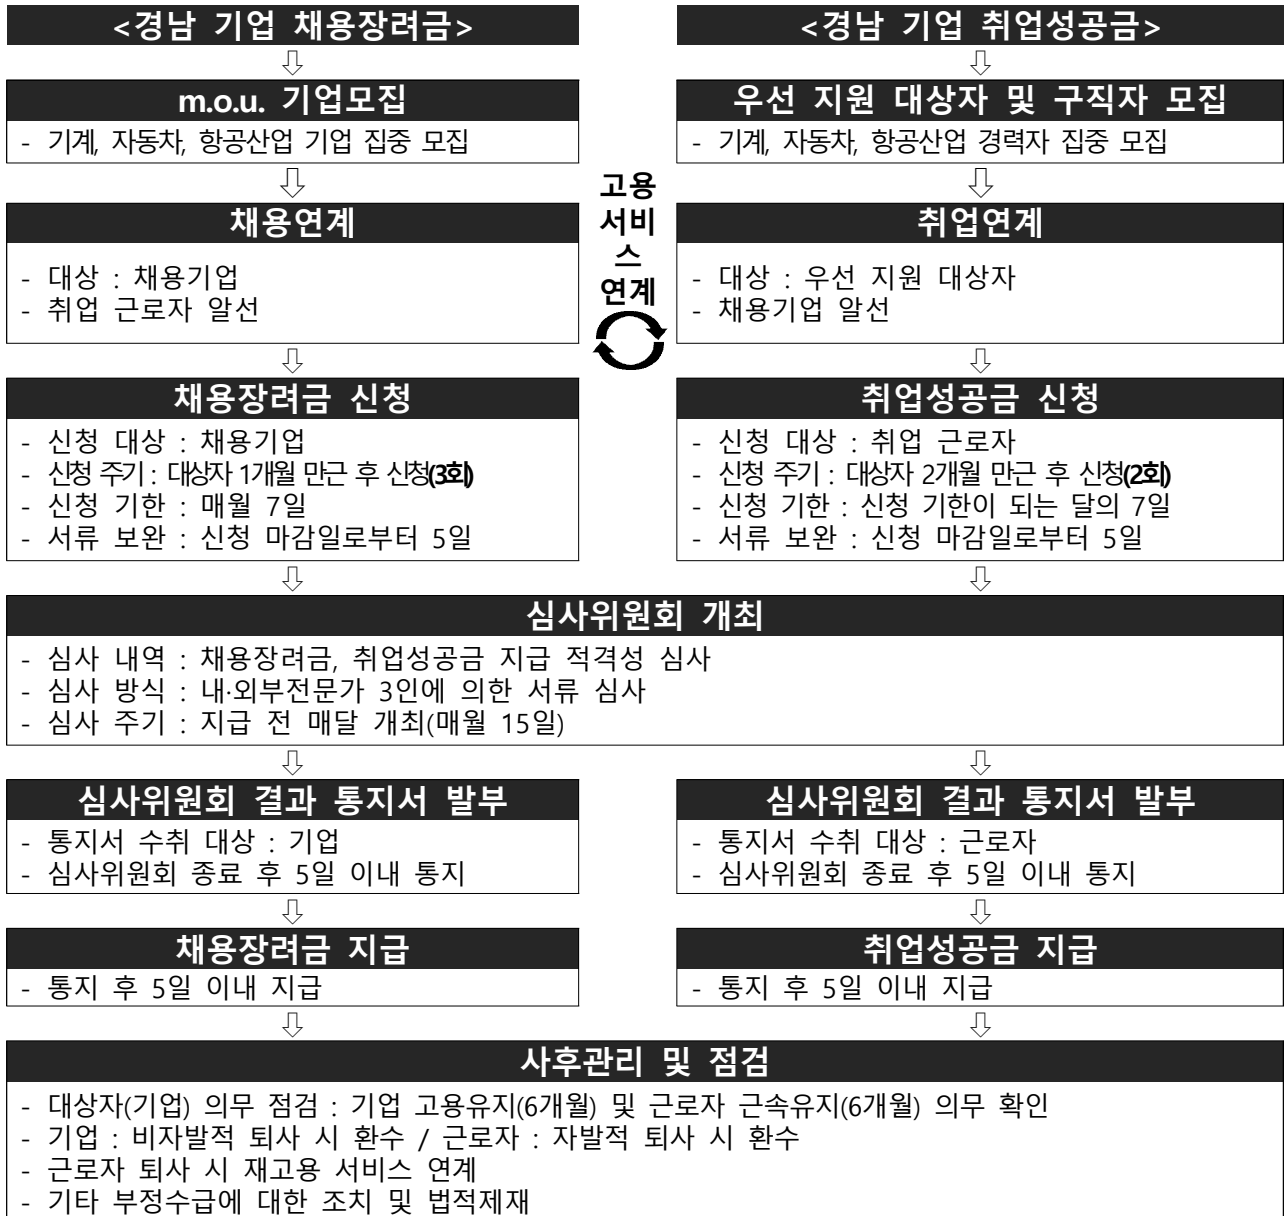 <경남 기업 채용장려금>
m.o.u. 기업모집
- 기계, 자동차, 항공산업 기업 집중 모집
채용연계
- 대상 : 채용기업
- 취업 근로자 알선
채용장려금 신청
- 신청 대상 : 채용기업
- 신청 주기 : 대상자 1개월 만근 후 신청(3회)
- 신청 기한 : 매월 7일
- 서류 보완 : 신청 마감일로부터 5일
고용
서비
스
연계
<경남 기업 취업성공금>
우선 지원 대상자 및 구직자 모집
- 기계, 자동차, 항공산업 경력자 집중 모집
취업연계
- 대상 : 우선 지원 대상자
- 채용기업 알선
취업성공금 신청
- 신청 대상 : 취업 근로자
- 신청 주기 : 대상자 2개월 만근 후 신청(2회)
- 신청 기한 : 신청 기한이 되는 달의 7일
- 서류 보완 : 신청 마감일로부터 5일
심사위원회 개최
- 심사 내역 : 채용장려금, 취업성공금 지급 적격성 심사
- 심사 방식 : 내·외부전문가 3인에 의한 서류 심사
- 심사 주기 : 지급 전 매달 개최(매월 15일)
심사위원회 결과 통지서 발부
- 통지서 수취 대상 : 기업
- 심사위원회 종료 후 5일 이내 통지
채용장려금 지급
- 통지 후 5일 이내 지급
심사위원회 결과 통지서 발부
- 통지서 수취 대상 : 근로자
- 심사위원회 종료 후 5일 이내 통지
취업성공금 지급
- 통지 후 5일 이내 지급
사후관리 및 점검
- 대상자(기업) 의무 점검 : 기업 고용유지(6개월) 및 근로자 근속유지(6개월) 의무 확인
- 기업 : 비자발적 퇴사 시 환수 / 근로자 : 자발적 퇴사 시 환수
- 근로자 퇴사 시 재고용 서비스 연계
- 기타 부정수급에 대한 조치 및 법적제재